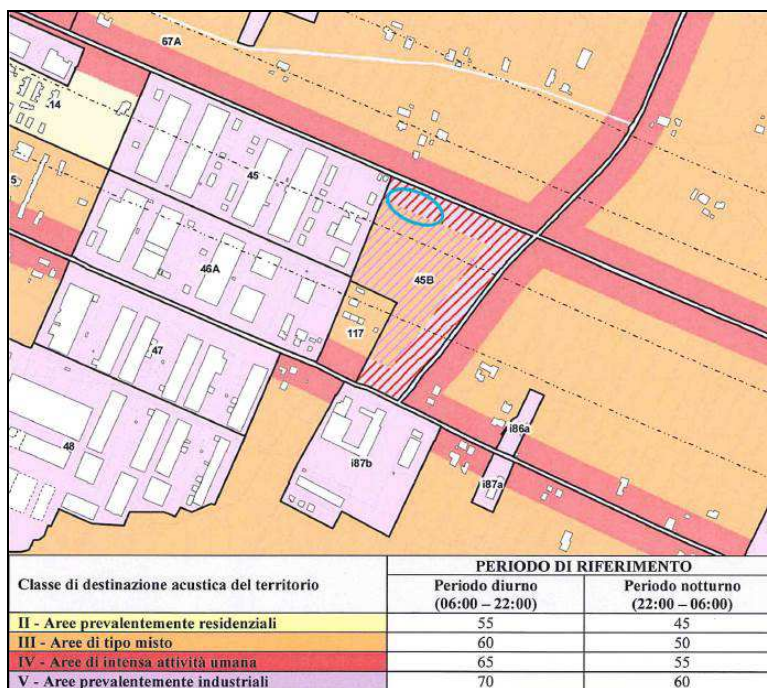 67A
14
45
5
46A
45B
117
47
48
i87b
i86a
i87a
Classe di destinazione acustica del territorio
PERIODO DI RIFERIMENTO
Periodo diurno
(06:00 – 22:00)
Periodo notturno
(22:00 – 06:00)
II - Aree prevalentemente residenziali 55 45
III - Aree di tipo misto 60 50
IV - Aree di intensa attività umana 65 55
V - Aree prevalentemente industriali 70 60